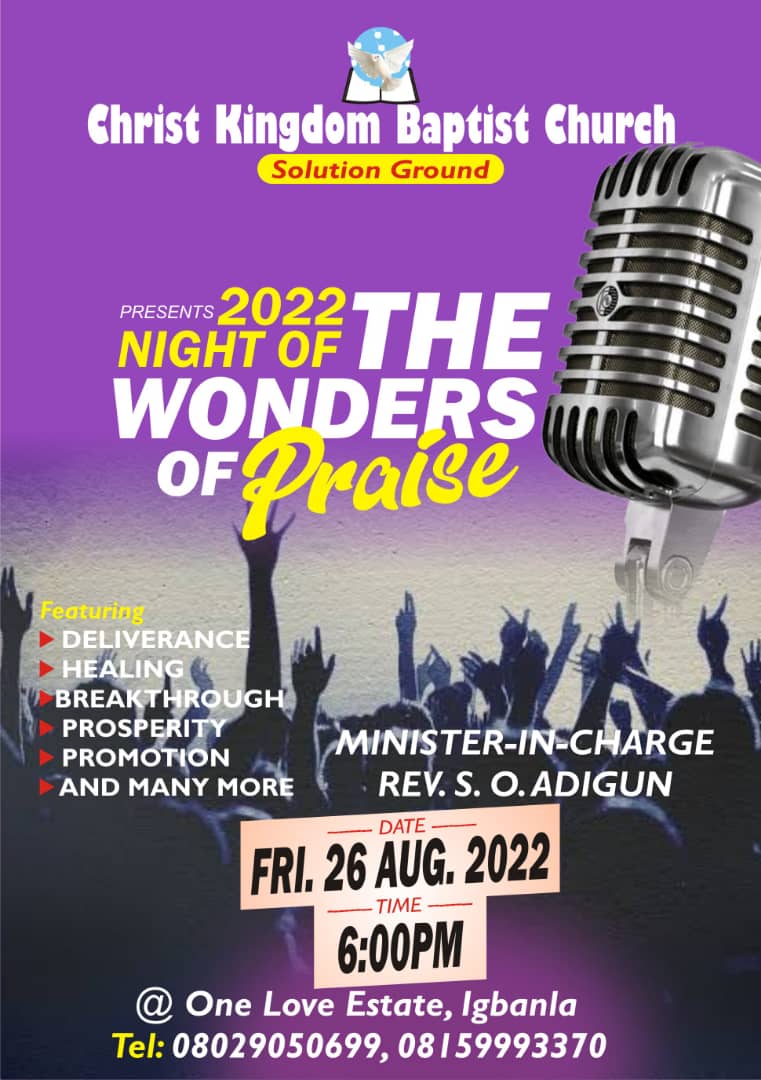 Christ Kingdom Baptist Church
Solution Ground
PRESENTS 2022
NIGHT OF THE
WONDERS
OF Praise
Featuring
DELIVERANCE
HEALING
BREAKTHROUGH
PROSPERITY
PROMOTION
AND MANY MORE
MINISTER-IN-CHARGE
REV. S. O. ADIGUN
DATE
FRI. 26 AUG. 2022
TIME
6:00PM
@ One Love Estate, Igbanla
Tel: 08029050699, 08159993370